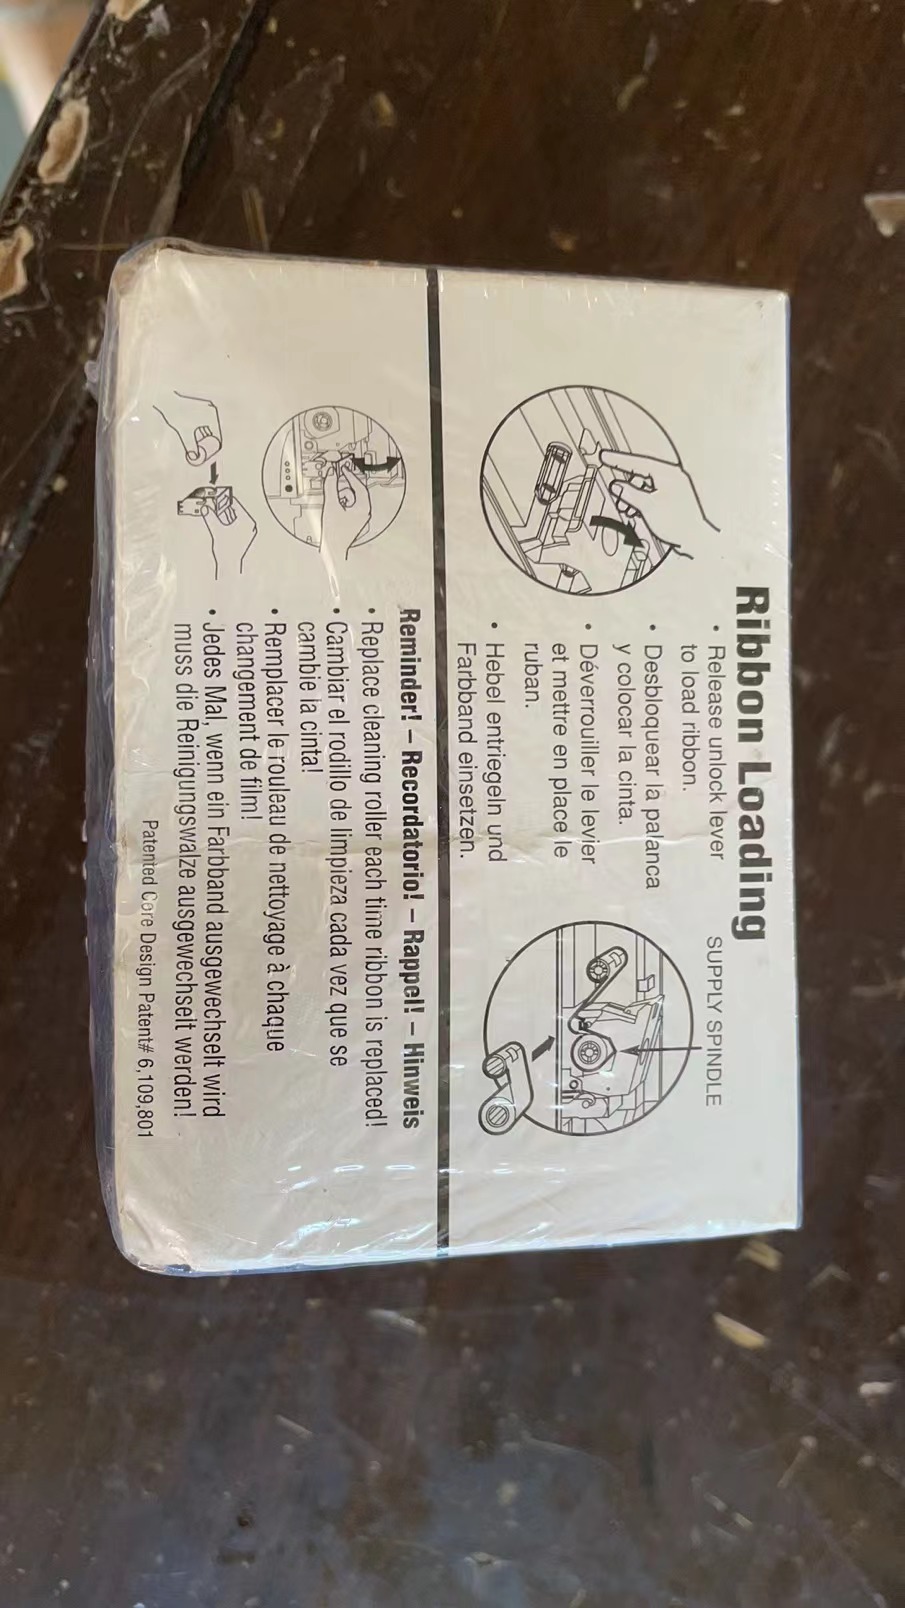 Ribbon Loading
• Release unlock lever
to load ribbon.
• Desbloquear la palanca
y colocar la cinta.
• Déverrouiller le levier
et mettre en place le
ruban.
• Hebel entriegeln und
Farbband einsetzen.
SUPPLY SPINDLE
Reminder! – Recordatorio! – Rappel! – Hinweis
• Replace cleaning roller each time ribbon is replaced!
• Cambiar el rodillo de limpieza cada vez que se
cambie la cinta!
• Remplacer le rouleau de nettoyage à chaque
changement de film!
• Jedes Mal, wenn ein Farbband ausgewechselt wird
muss die Reinigungswalze ausgewechselt werden!
Patented Core Design Patent# 6,109,801